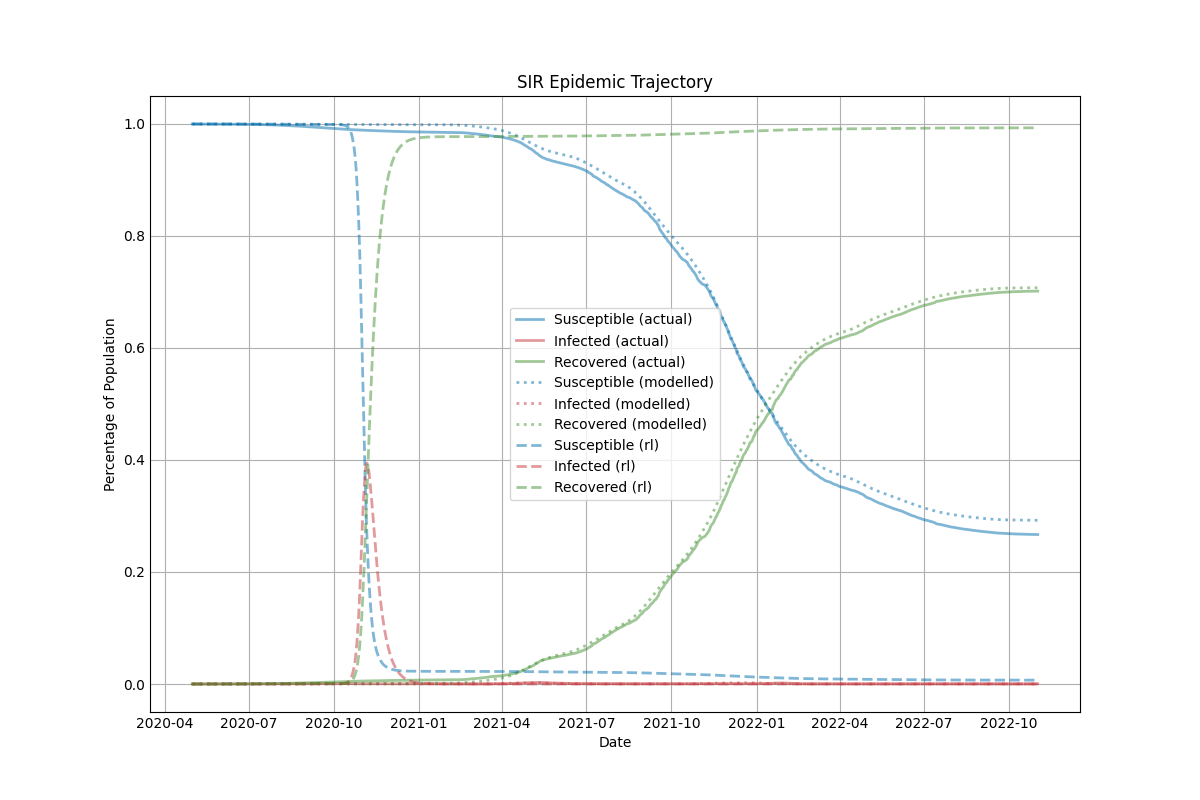 SIR Epidemic Trajectory
Percentage of Population
1.0
0.8
0.6
0.4
0.2
0.0
Susceptible (actual)
Infected (actual)
Recovered (actual)
Susceptible (modelled)
Infected (modelled)
Recovered (modelled)
Susceptible (rl)
Infected (rl)
Recovered (rl)
2020-04 2020-07 2020-10 2021-01 2021-04 2021-07 2021-10 2022-01 2022-04 2022-07 2022-10
Date